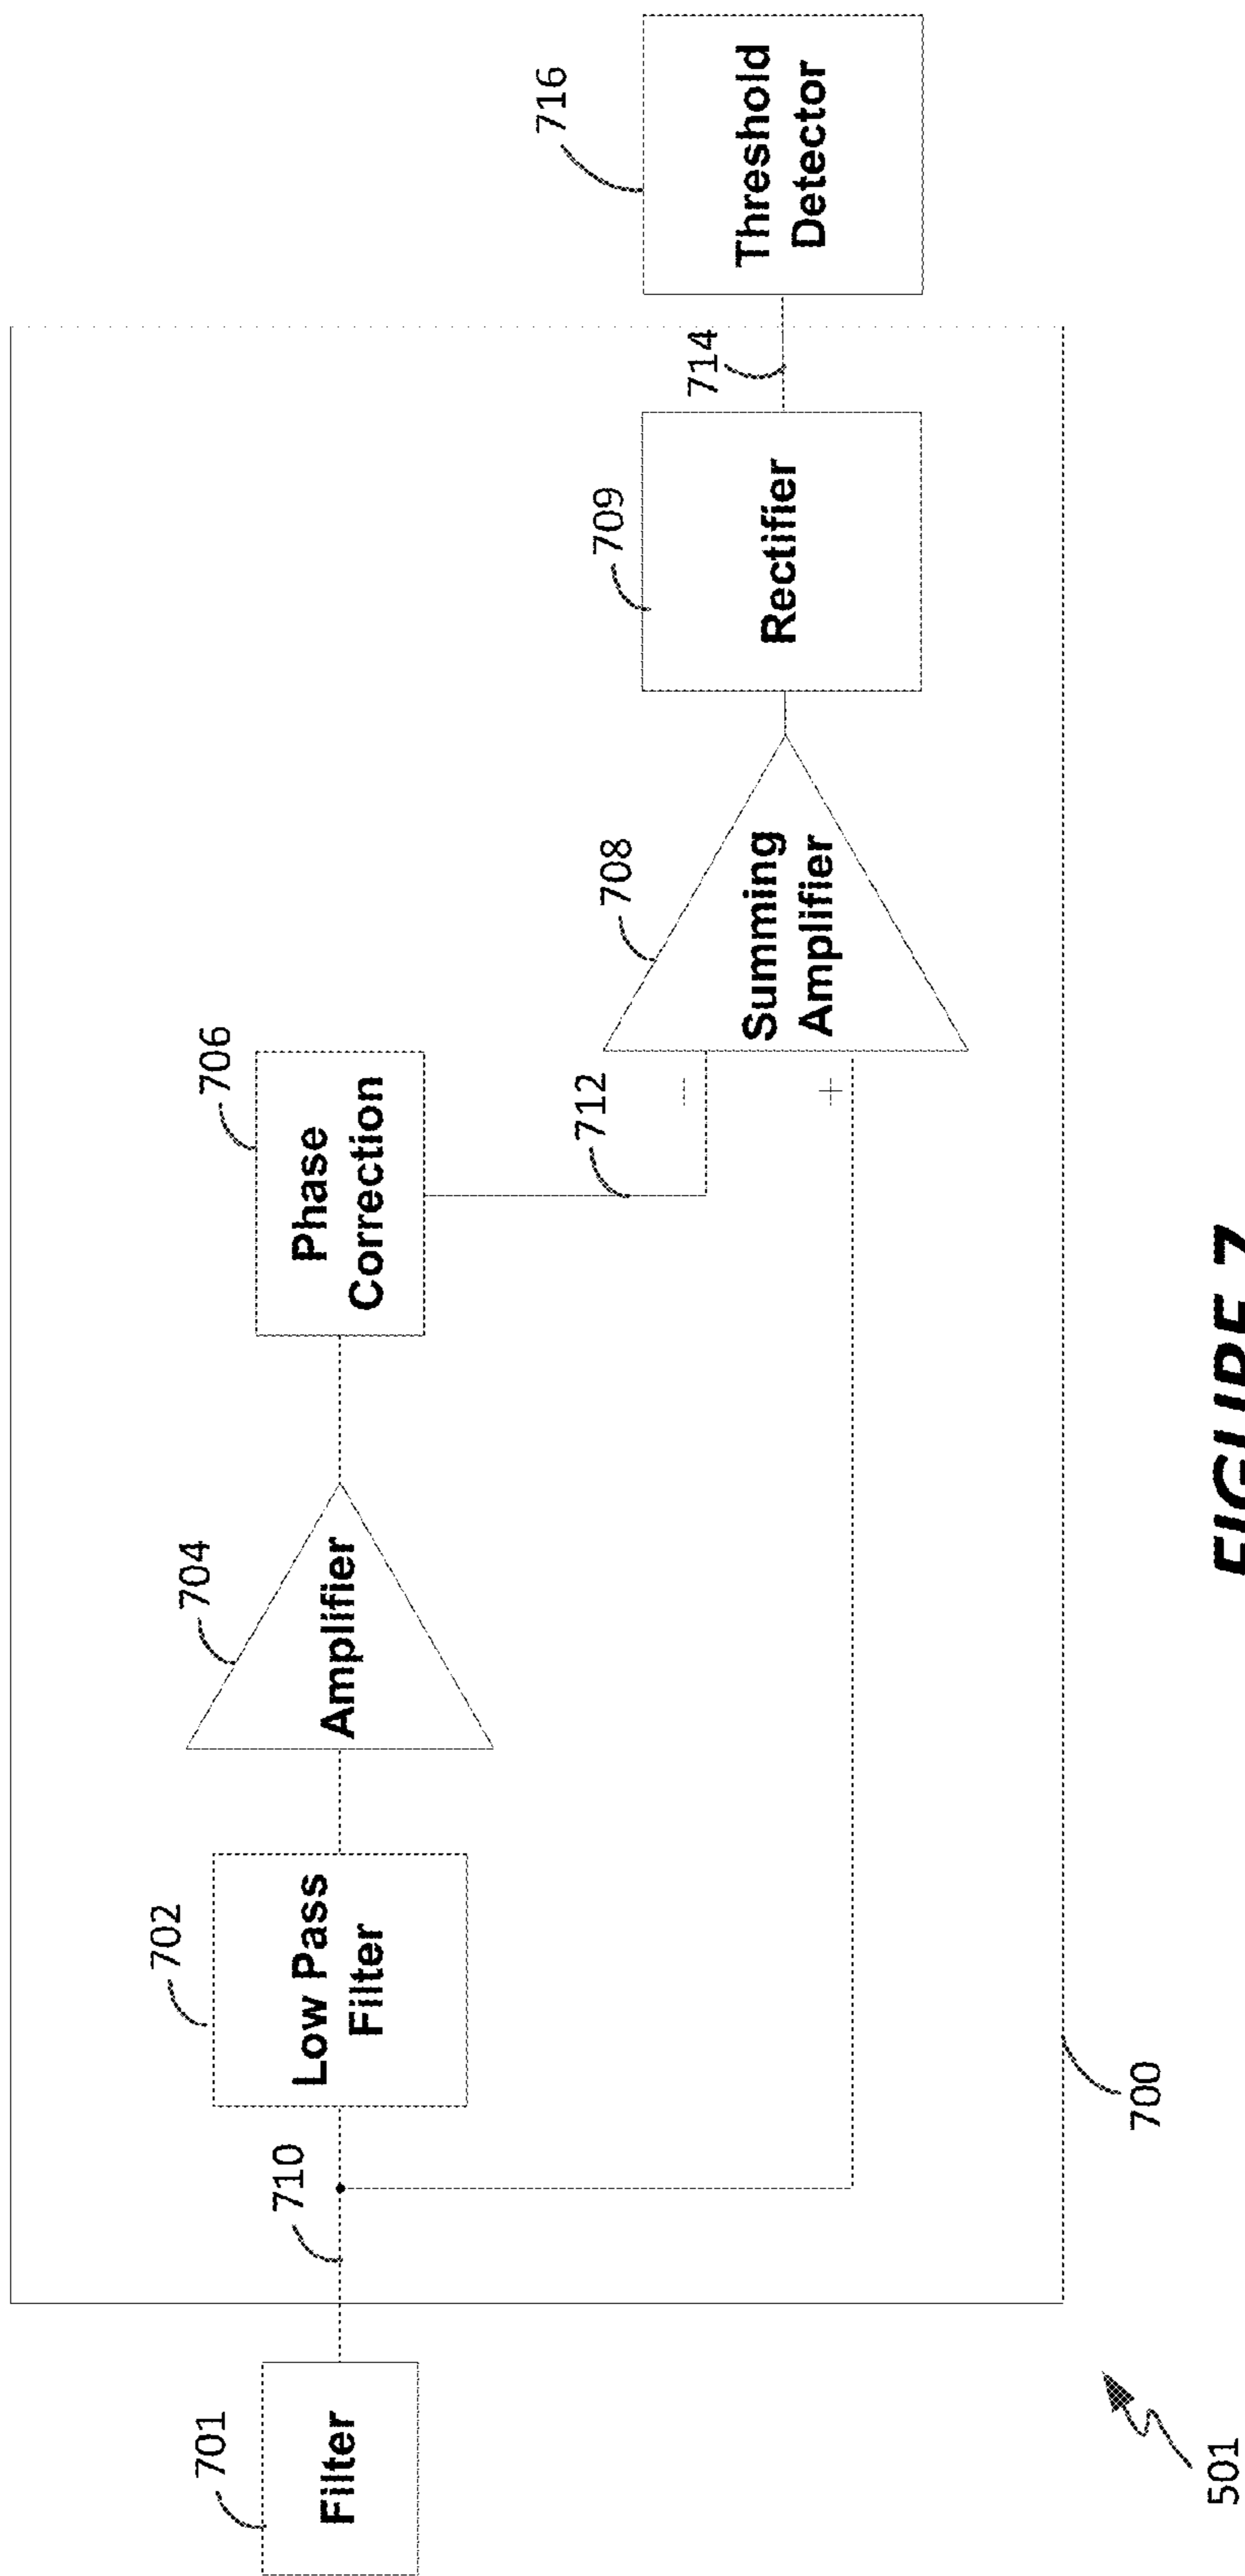 701
Filter
710
702
Low Pass
Filter
704
Amplifier
706
Phase
Correction
712
−
+
708
Summing
Amplifier
709
Rectifier
714
716
Threshold
Detector
700
501
FIGURE 7